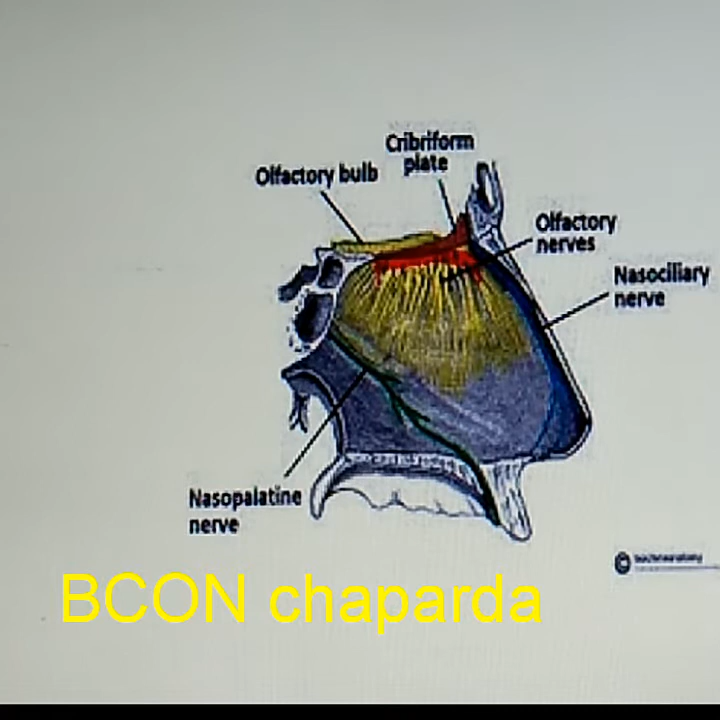 Cribriform
plate
Olfactory bulb
Olfactory
nerves
Nasociliary
nerve
Nasopalatine
nerve
©
BCON chaparda